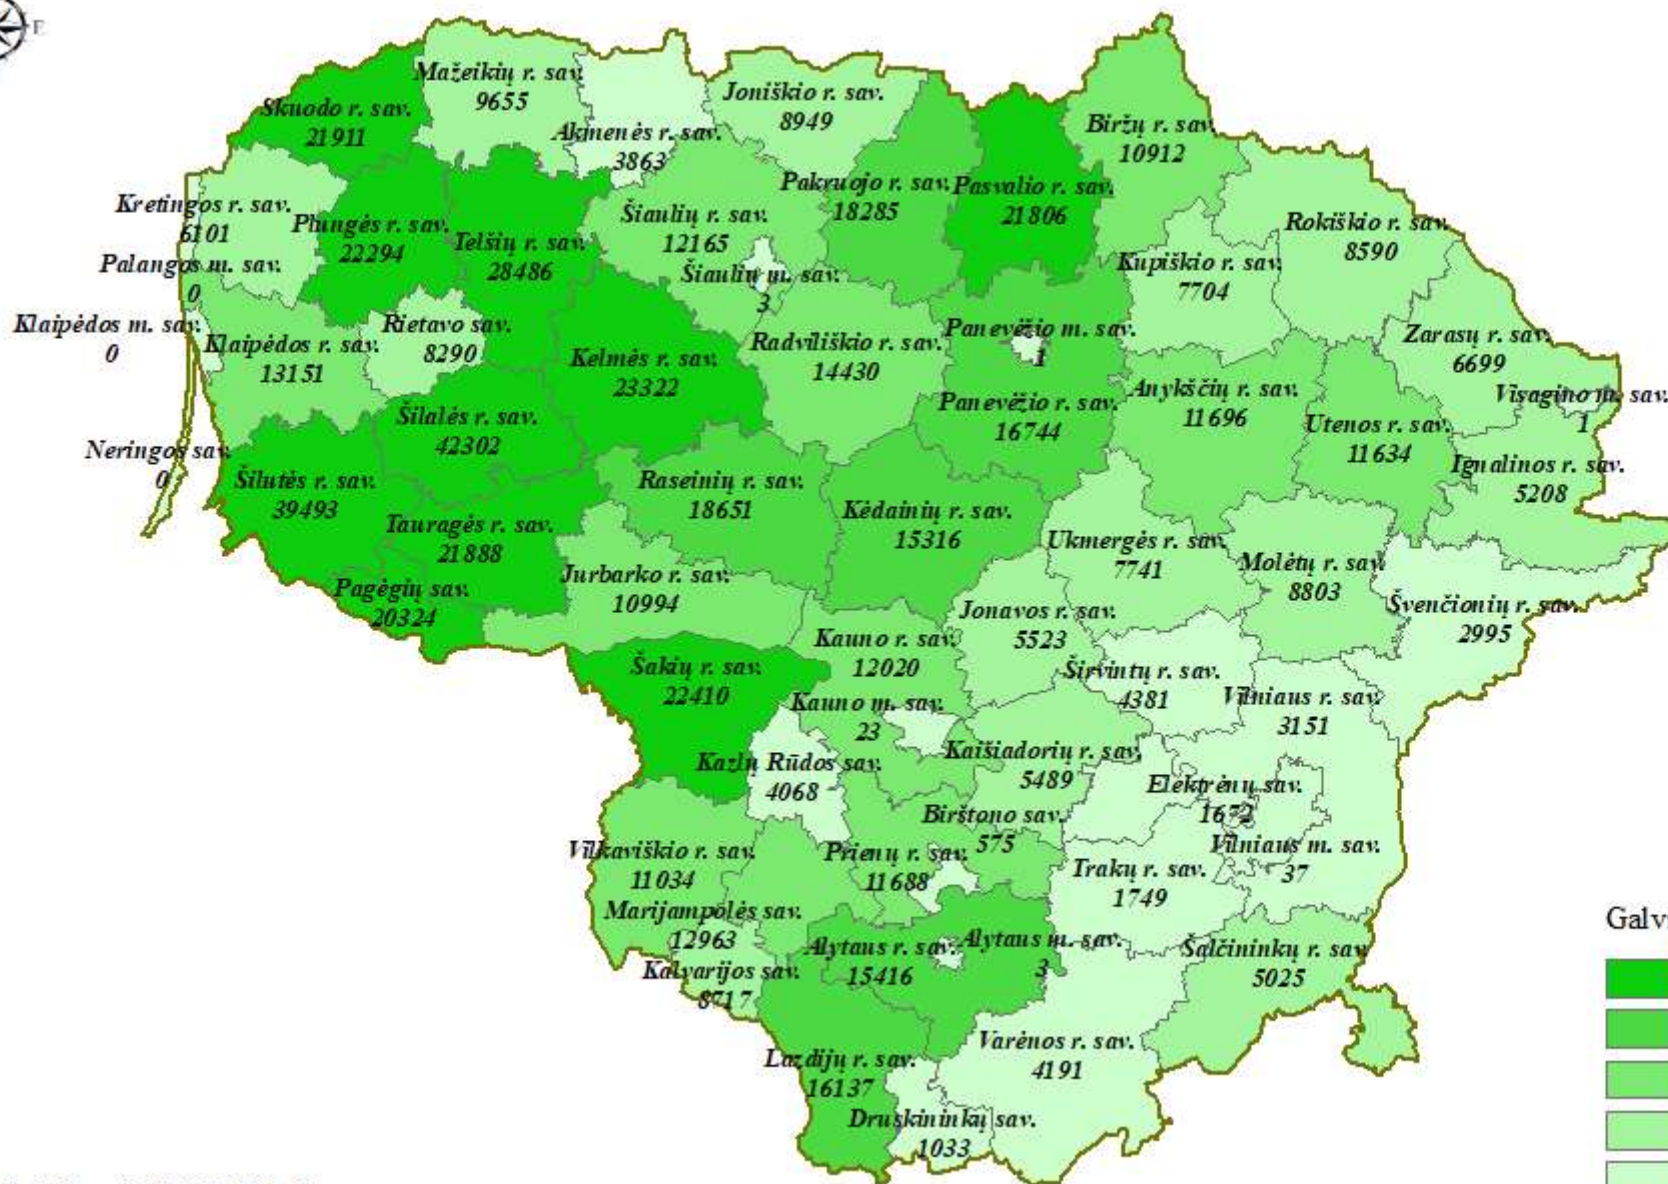 E
Mažeikių r. sav.
9655
Skuodo r. sav.
21911
Akmenės r. sav.
3863
Joniškio r. sav.
8949
Biržų r. sav.
10912
Pakruojo r. sav.
18285
Pasvalio r. sav.
21806
Kretingos r. sav.
6101
Plungės r. sav.
22294
Telšių r. sav.
28486
Šiaulių r. sav.
12165
Rokiškio r. sav.
8590
Palangos m. sav.
0
Šiaulių m. sav.
3
Kupiškio r. sav.
7704
Klaipėdos m. sav.
0
Klaipėdos r. sav.
13151
Rietavo sav.
8290
Kelmės r. sav.
23322
Radviliškio r. sav.
14430
Panevėžio m. sav.
1
Zarasų r. sav.
6699
Visagino m. sav.
1
Šilalės r. sav.
42302
Panevėžio r. sav.
16744
Anykščių r. sav.
11696
Utenos r. sav.
11634
Neringos sav.
0
Šilutės r. sav.
39493
Raseinių r. sav.
18651
Ignalinos r. sav.
5208
Tauragės r. sav.
21888
Kėdainių r. sav.
15316
Ukmergės r. sav.
7741
Molėtų r. sav.
8803
Pagėgių sav.
20324
Jurbarko r. sav.
10994
Jonavos r. sav.
5523
Švenčionių r. sav.
2995
Kauno r. sav.
12020
Šakių r. sav.
22410
Širvintų r. sav.
4381
Vilniaus r. sav.
3151
Kauno m. sav.
23
Kazlų Rūdos sav.
4068
Kaišiadorių r. sav.
5489
Elektrėnų sav.
1672
Birštono sav.
575
Vilkaviškio r. sav.
11034
Prienų r. sav.
11688
Vilniaus m. sav.
37
Trakų r. sav.
1749
Marijampolės sav.
12963
Alytaus r. sav.
15416
Alytaus m. sav.
3
Šalčininkų r. sav.
5025
Kalvarijos sav.
8717
Varėnos r. sav.
4191
Lazdijų r. sav.
16137
Druskininkų sav.
1033
Galv